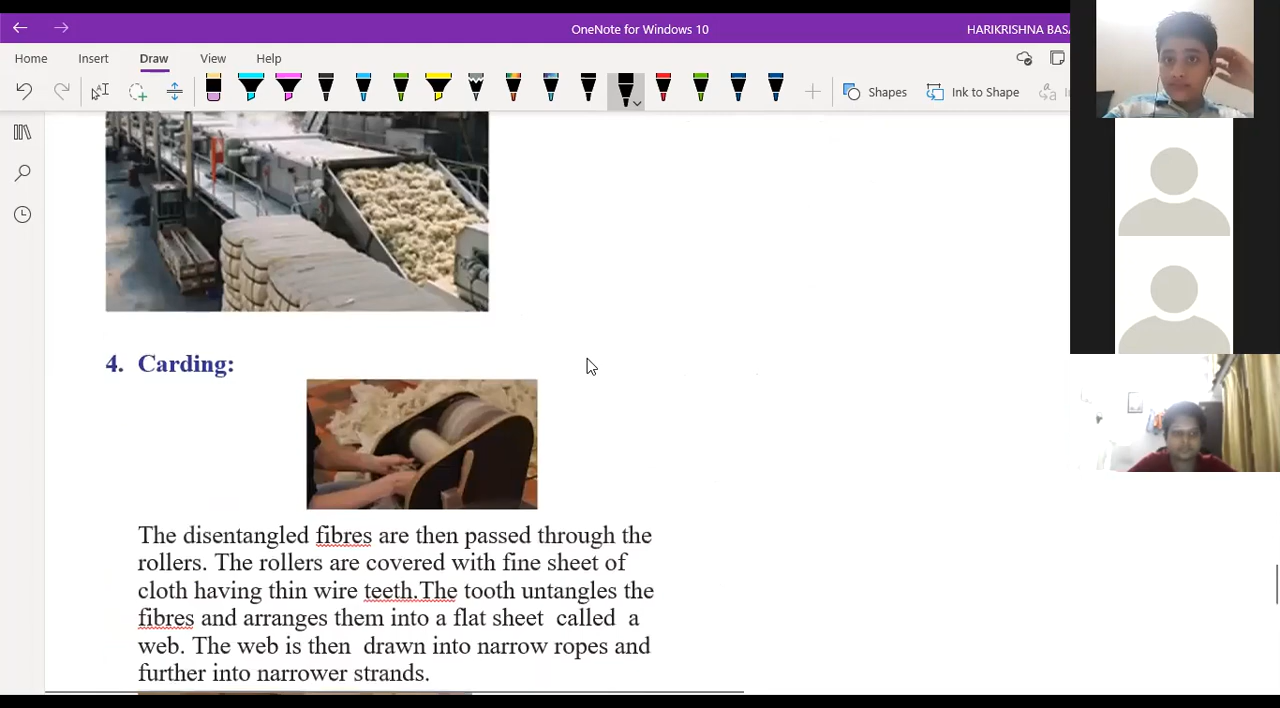 OneNote for Windows 10
HARIKRISHNA BASA
Home
Insert
Draw
View
Help
Shapes
Ink to Shape
4. Carding:
The disentangled fibres are then passed through the
rollers. The rollers are covered with fine sheet of
cloth having thin wire teeth.The tooth untangles the
fibres and arranges them into a flat sheet called a
web. The web is then drawn into narrow ropes and
further into narrower strands.